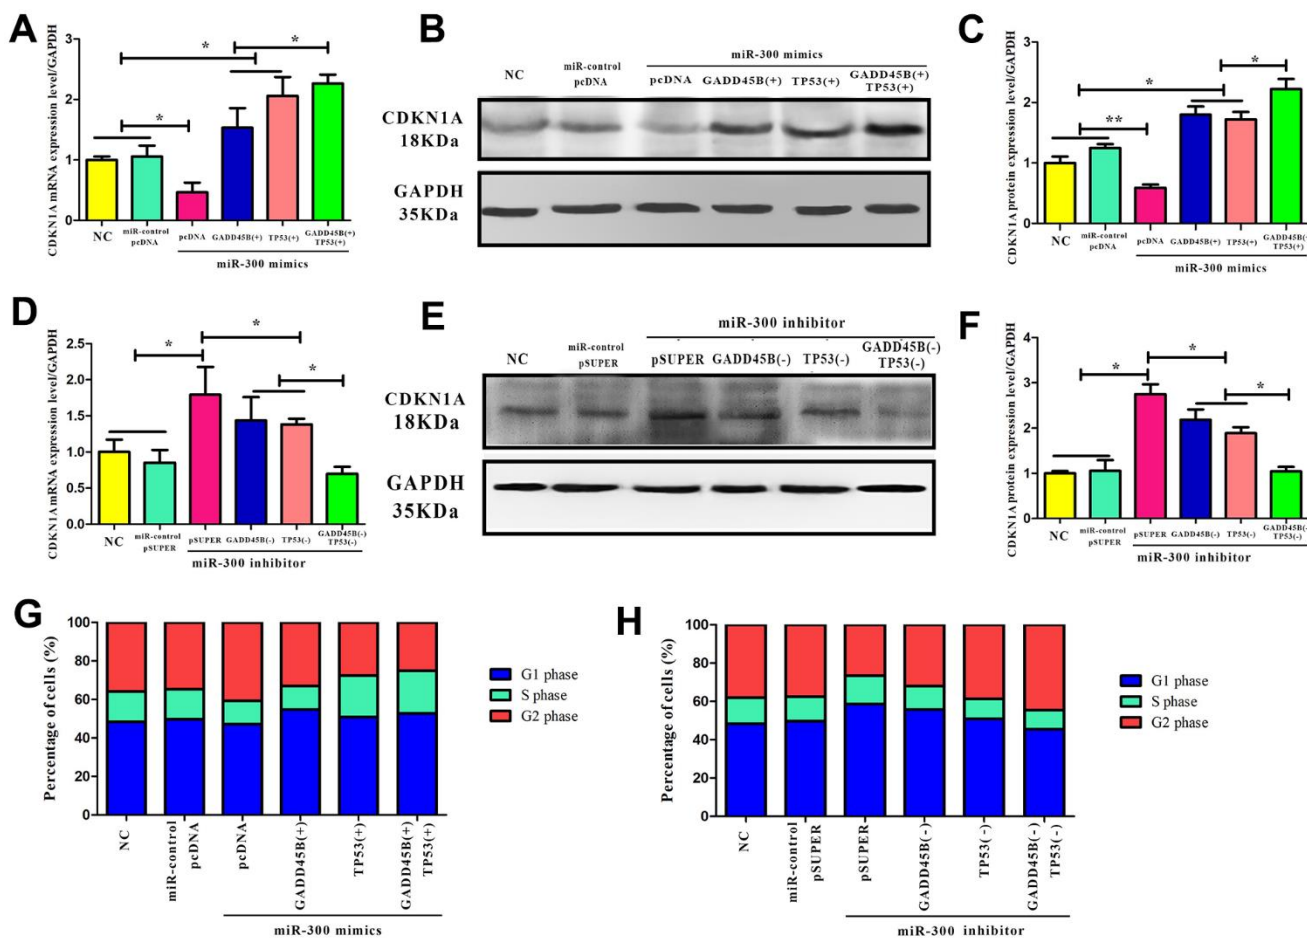 A
CDKN1A mRNA expression level/GAPDH
3
2
1
0
*
*
*
NC
miR-control
pcDNA
pcDNA
GADD45B(+)
TP53(+)
GADD45B(+)
TP53(+)
miR-300 mimics
B
miR-300 mimics
NC
miR-control
pcDNA
pcDNA
GADD45B(+)
TP53(+)
GADD45B(+)
TP53(+)
CDKN1A
18KDa
GAPDH
35KDa
C
CDKN1A protein expression level/GAPDH
3
2
1
0
**
*
*
NC
miR-control
pcDNA
pcDNA
GADD45B(+)
TP53(+)
GADD45B(+)
TP53(+)
miR-300 mimics
D
CDKN1A mRNA expression level/GAPDH
2.5
2.0
1.5
1.0
0.5
0.0
*
*
*
NC
miR-control
pSUPER
pSUPER
GADD45B(-)
TP53(-)
GADD45B(-)
TP53(-)
miR-300 inhibitor
E
miR-300 inhibitor
NC
miR-control
pSUPER
pSUPER
GADD45B(-)
TP53(-)
GADD45B(-)
TP53(-)
CDKN1A
18KDa
GAPDH
35KDa
F
CDKN1A protein expression level/GAPDH
4
3
2
1
0
*
*
*
NC
miR-control
pSUPER
pSUPER
GADD45B(-)
TP53(-)
GADD45B(-)
TP53(-)
miR-300 inhibitor
G
Percentage of cells (%)
100
80
60
40
20
0
NC
miR-control
pcDNA
pcDNA
GADD45B(+)
TP53(+)
GADD45B(+)
TP53(+)
miR-300 mimics
G1 phase
S phase
G2 phase
H
Percentage of cells (%)
100
80
60
40
20
0
NC
miR-control
pSUPER
pSUPER
GADD45B(-)
TP53(-)
GADD45B(-)
TP53(-)
miR-300 inhibitor
G1 phase
S phase
G2 phase